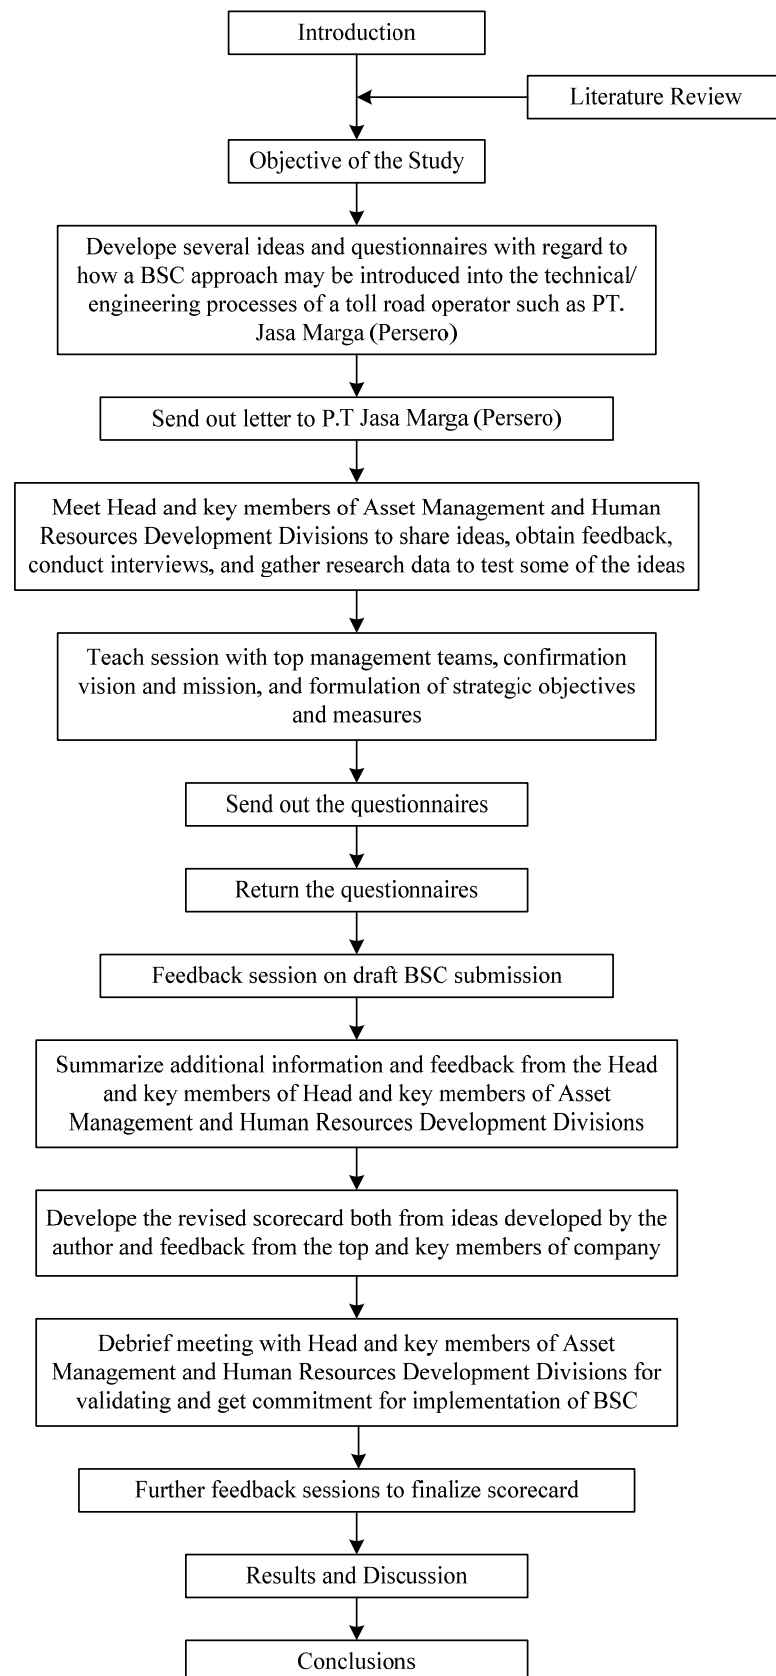 Introduction
Literature Review
Objective of the Study
Develope several ideas and questionnaires with regard to
how a BSC approach may be introduced into the technical/
engineering processes of a toll road operator such as PT.
Jasa Marga (Persero)
Send out letter to P.T Jasa Marga (Persero)
Meet Head and key members of Asset Management and Human
Resources Development Divisions to share ideas, obtain feedback,
conduct interviews, and gather research data to test some of the ideas
Teach session with top management teams, confirmation
vision and mission, and formulation of strategic objectives
and measures
Send out the questionnaires
Return the questionnaires
Feedback session on draft BSC submission
Summarize additional information and feedback from the Head
and key members of Head and key members of Asset
Management and Human Resources Development Divisions
Develope the revised scorecard both from ideas developed by the
author and feedback from the top and key members of company
Debrief meeting with Head and key members of Asset
Management and Human Resources Development Divisions for
validating and get commitment for implementation of BSC
Further feedback sessions to finalize scorecard
Results and Discussion
Conclusions